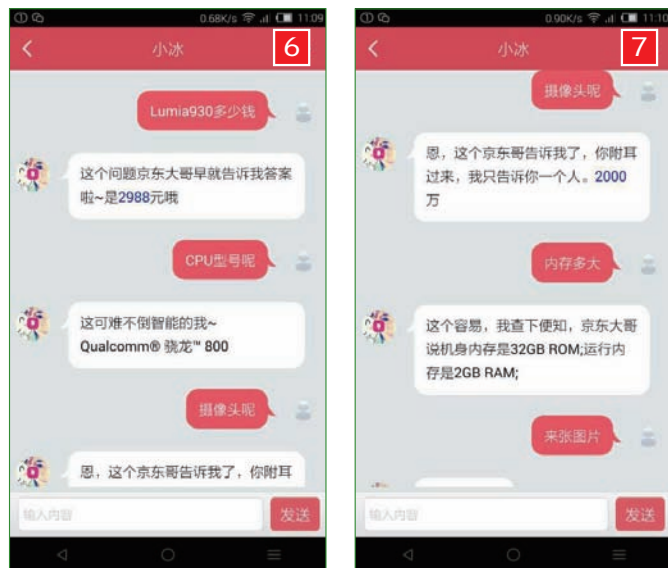 0.68K/s 11:09
小冰
6
Lumia930多少钱
这个问题京东大哥早就告诉我答案
啦~是2988元哦
CPU型号呢
这可难不倒智能的我~
Qualcomm® 骁龙™ 800
摄像头呢
恩，这个京东哥告诉我了，你附耳
输入内容
发送
0.90K/s 11:10
小冰
7
摄像头呢
恩，这个京东哥告诉我了，你附耳
过来，我只告诉你一个人。2000
万
内存多大
这个容易，我查下便知，京东大哥
说机身内存是32GB ROM;运行内
存是2GB RAM;
来张图片
输入内容
发送